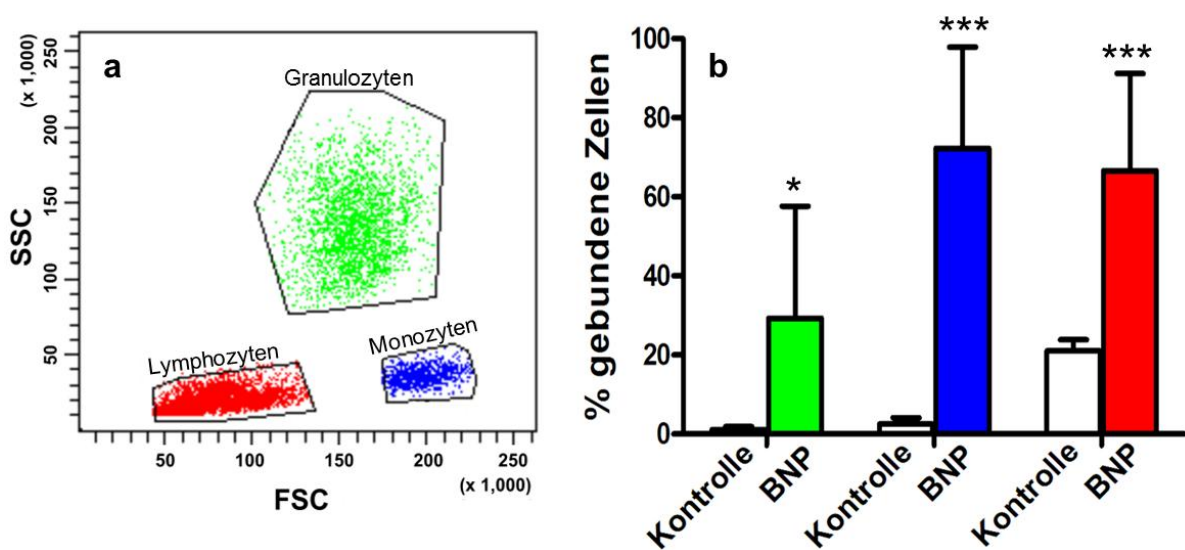 a
Granulozyten
Lymphozyten
Monozyten
SSC
(x 1,000)
250
200
150
100
50
50 100 150 200 250
(x 1,000)
FSC
b
% gebundene Zellen
100
80
60
40
20
0
* *** ***
Kontrolle BNP Kontrolle BNP Kontrolle BNP